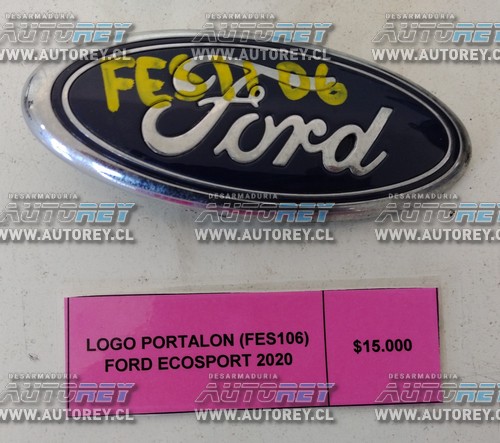 FES106
Ford
LOGO PORTALON (FES106)
FORD ECOSPORT 2020
$15.000
DESARMADURIA
AUTOREY
WWW.AUTOREY.CL